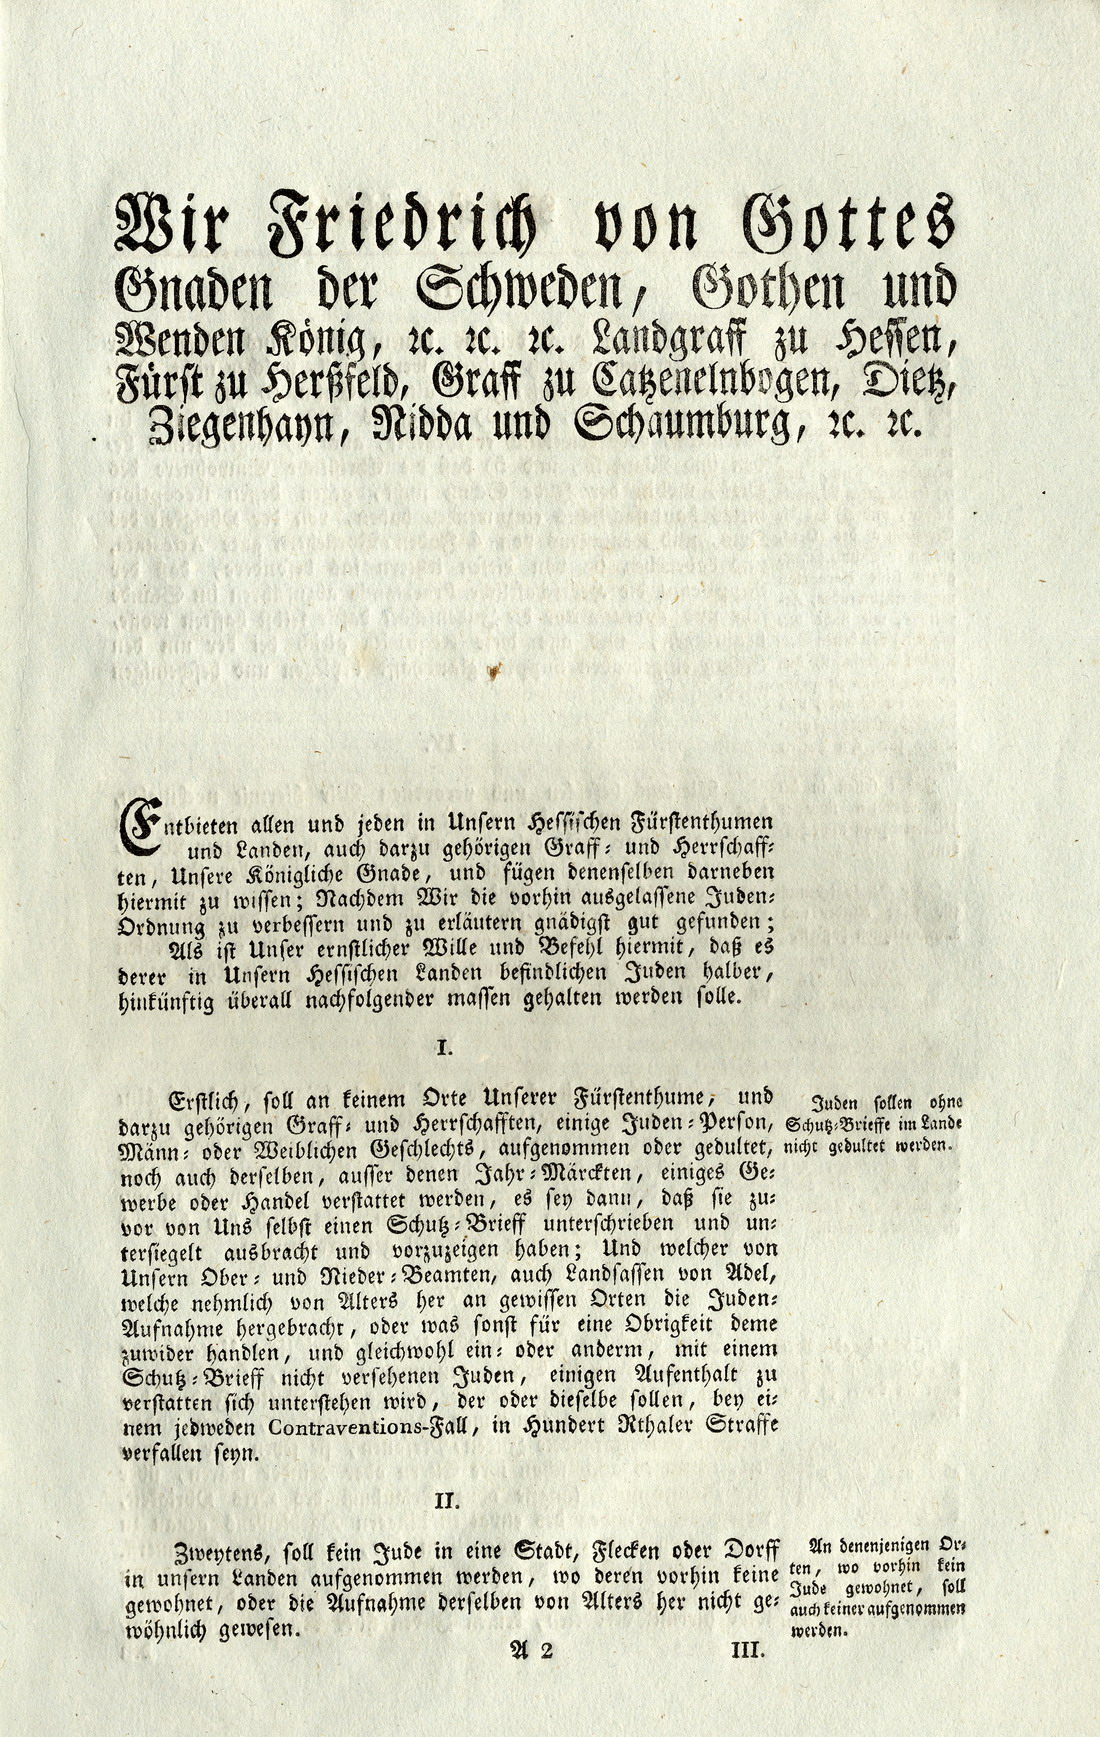 Wir Friedrich von Gottes
Gnaden der Schweden, Gothen und
Wenden König, ꝛc. ꝛc. ꝛc. Landgraff zu Hessen,
Fürst zu Herßfeld, Graff zu Catzenelnbogen, Dietz,
Ziegenhayn, Nidda und Schaumburg, ꝛc. ꝛc.
Entbieten allen und jeden in Unsern Hessischen Fürstenthumen
und Landen, auch darzu gehörigen Graff- und Herrschaff-
ten, Unsere Königliche Gnade, und fügen denenselben darneben
hiermit zu wissen; Nachdem Wir die vorhin ausgelassene Juden-
Ordnung zu verbessern und zu erläutern gnädigst gut gefunden;
Als ist Unser ernstlicher Wille und Befehl hiermit, daß es
derer in Unsern Hessischen Landen befindlichen Juden halber,
hinkünftig überall nachfolgender massen gehalten werden solle.
I.
Erstlich, soll an keinem Orte Unserer Fürstenthume, und
darzu gehörigen Graff- und Herrschafften, einige Juden-Person,
Männ- oder Weiblichen Geschlechts, aufgenommen oder gedultet,
noch auch derselben, ausser denen Jahr-Märckten, einiges Ge-
werbe oder Handel verstattet werden, es sey dann, daß sie zu-
vor von Uns selbst einen Schutz-Brieff unterschrieben und un-
tersiegelt ausbracht und vorzuzeigen haben; Und welcher von
Unsern Ober- und Nieder-Beamten, auch Landsassen von Adel,
welche nehmlich von Alters her an gewissen Orten die Juden-
Aufnahme hergebracht, oder was sonst für eine Obrigkeit deme
zuwider handlen, und gleichwohl ein- oder anderm, mit einem
Schutz-Brieff nicht versehenen Juden, einigen Aufenthalt zu
verstatten sich unterstehen wird, der oder dieselbe sollen, bey ei-
nem jedweden Contraventions-Fall, in Hundert Rthaler Straffe
verfallen seyn.
Juden sollen ohne
Schutz-Brieffe im Lande
nicht gedultet werden.
II.
Zweytens, soll kein Jude in eine Stadt, Flecken oder Dorff
in unsern Landen aufgenommen werden, wo deren vorhin keine
gewohnet, oder die Aufnahme derselben von Alters her nicht ge-
wöhnlich gewesen.
An denenjenigen Or-
ten, wo vorhin kein
Jude gewohnet, soll
auch keiner aufgenommen
werden.
A 2 III.